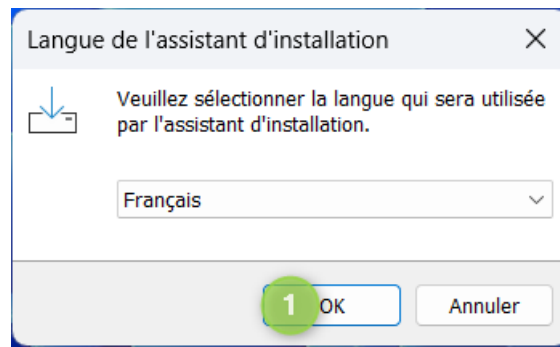 Langue de l'assistant d'installation
Veuillez sélectionner la langue qui sera utilisée
par l'assistant d'installation.
Français
1 OK
Annuler